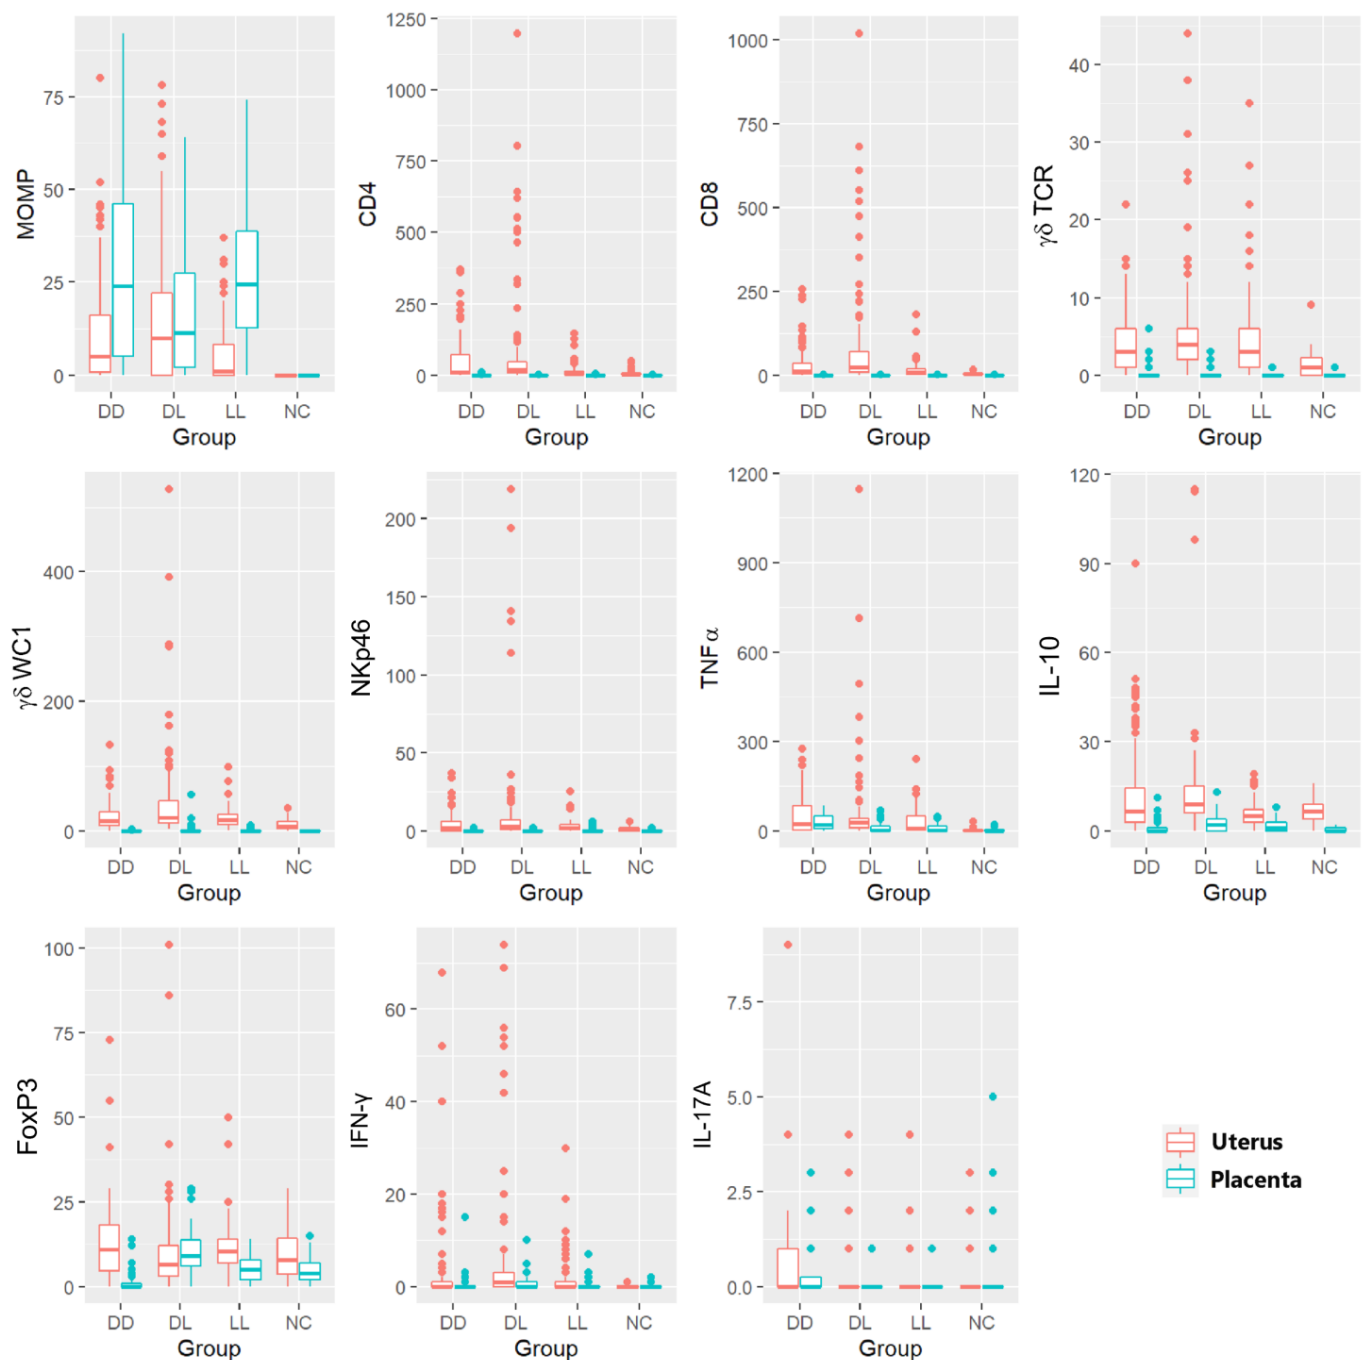 MOMP
75
50
25
0
DD DL LL NC
Group
CD4
1250
1000
750
500
250
0
DD DL LL NC
Group
CD8
1000
750
500
250
0
DD DL LL NC
Group
γδ TCR
40
30
20
10
0
DD DL LL NC
Group
γδ WC1
400
200
0
DD DL LL NC
Group
NKp46
200
150
100
50
0
DD DL LL NC
Group
TNFα
1200
900
600
300
0
DD DL LL NC
Group
IL-10
120
90
60
30
0
DD DL LL NC
Group
FoxP3
100
75
50
25
0
DD DL LL NC
Group
IFN-γ
60
40
20
0
DD DL LL NC
Group
IL-17A
7.5
5.0
2.5
0.0
DD DL LL NC
Group
Uterus
Placenta